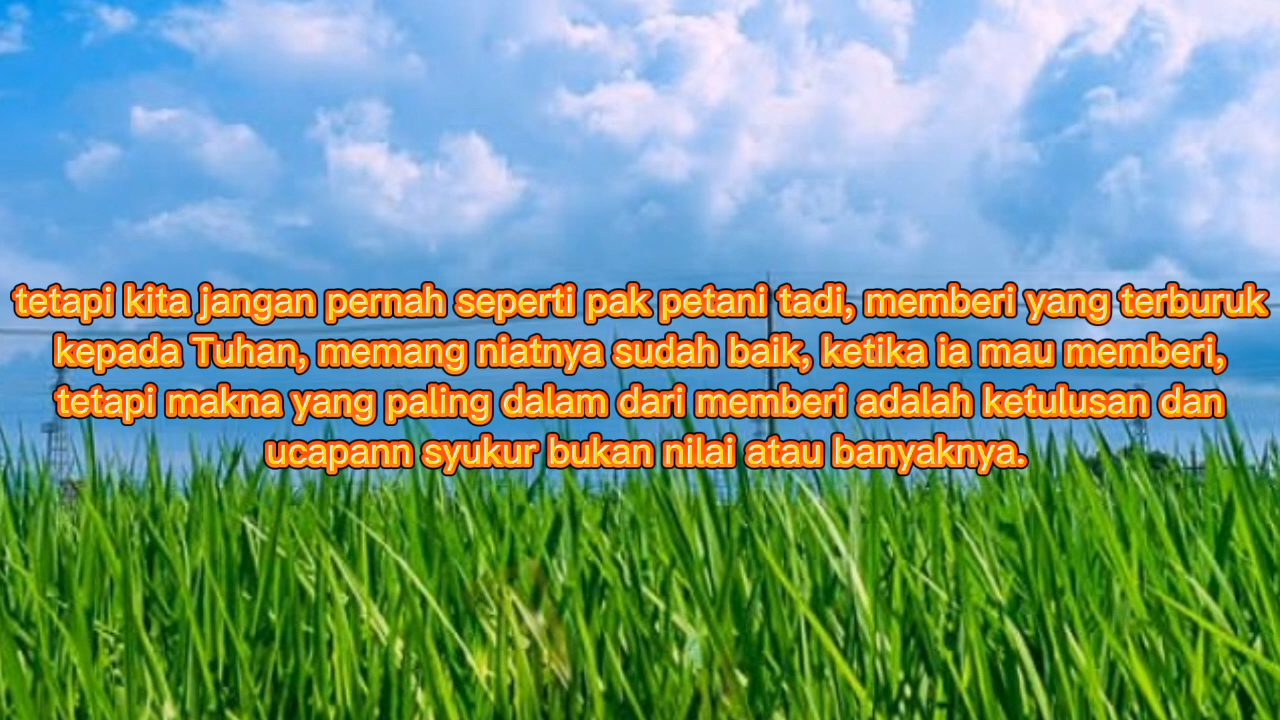 tetapi kita jangan pernah seperti pak petani tadi, memberi yang terburuk
kepada Tuhan, memang niatnya sudah baik, ketika ia mau memberi,
tetapi makna yang paling dalam dari memberi adalah ketulusan dan
ucapann syukur bukan nilai atau banyaknya.